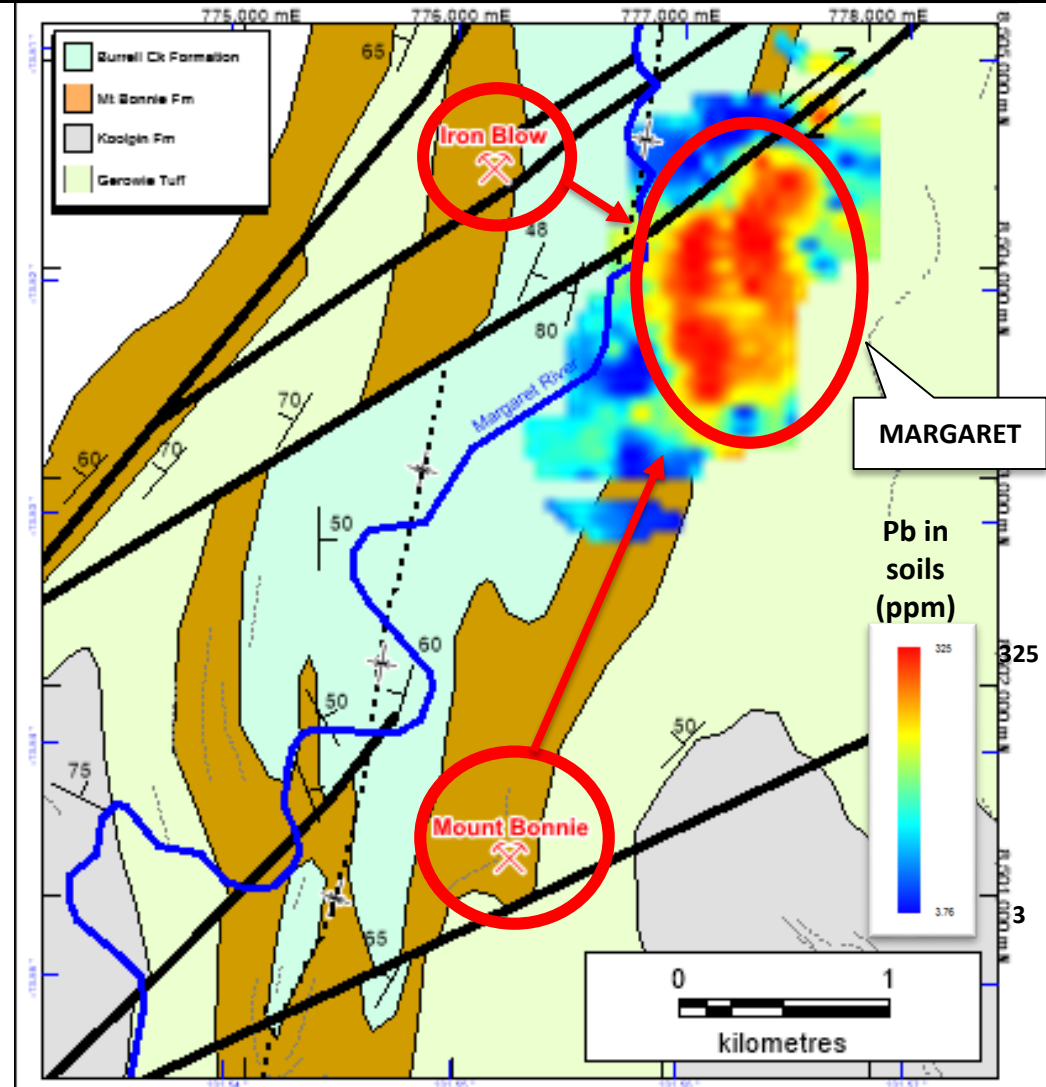 775,000 mE
776,000 mE
777,000 mE
778,000 mE
Burrell Ck Formation
Mt Bonnie Fm
Koolpin Fm
Gerowie Tuff
65
Iron Blow
48
80
Margaret River
MARGARET
70
60
70
50
Pb in
soils
(ppm)
325
325
3.76
3
60
50
50
75
Mount Bonnie
65
0
1
kilometres